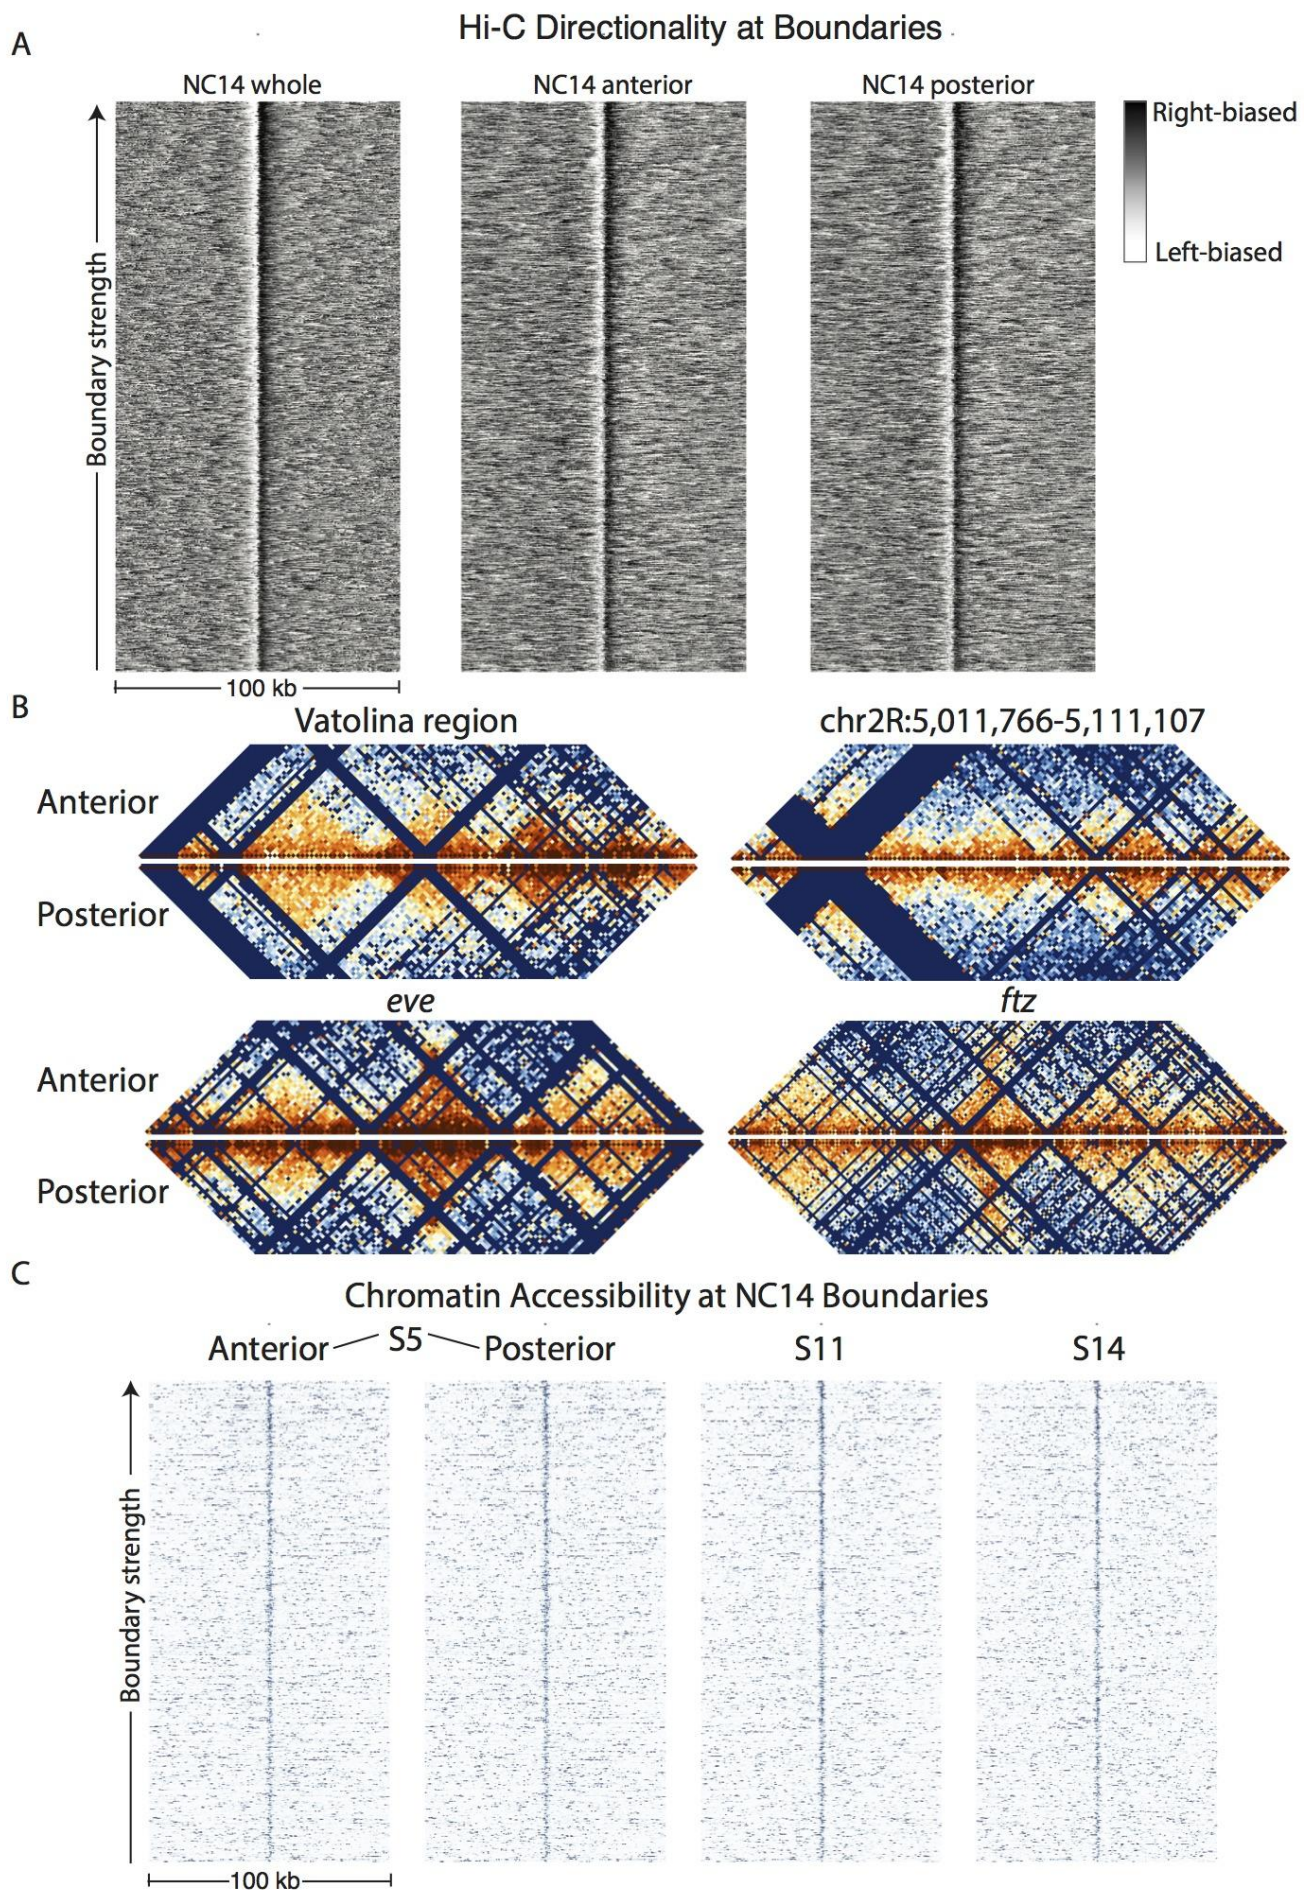 A
Hi-C Directionality at Boundaries
NC14 whole
NC14 anterior
NC14 posterior
Right-biased
Left-biased
Boundary strength
100 kb
B
Vatolina region
chr2R:5,011,766-5,111,107
Anterior
Posterior
eve
ftz
Anterior
Posterior
C
Chromatin Accessibility at NC14 Boundaries
Anterior
S5
Posterior
S11
S14
Boundary strength
100 kb